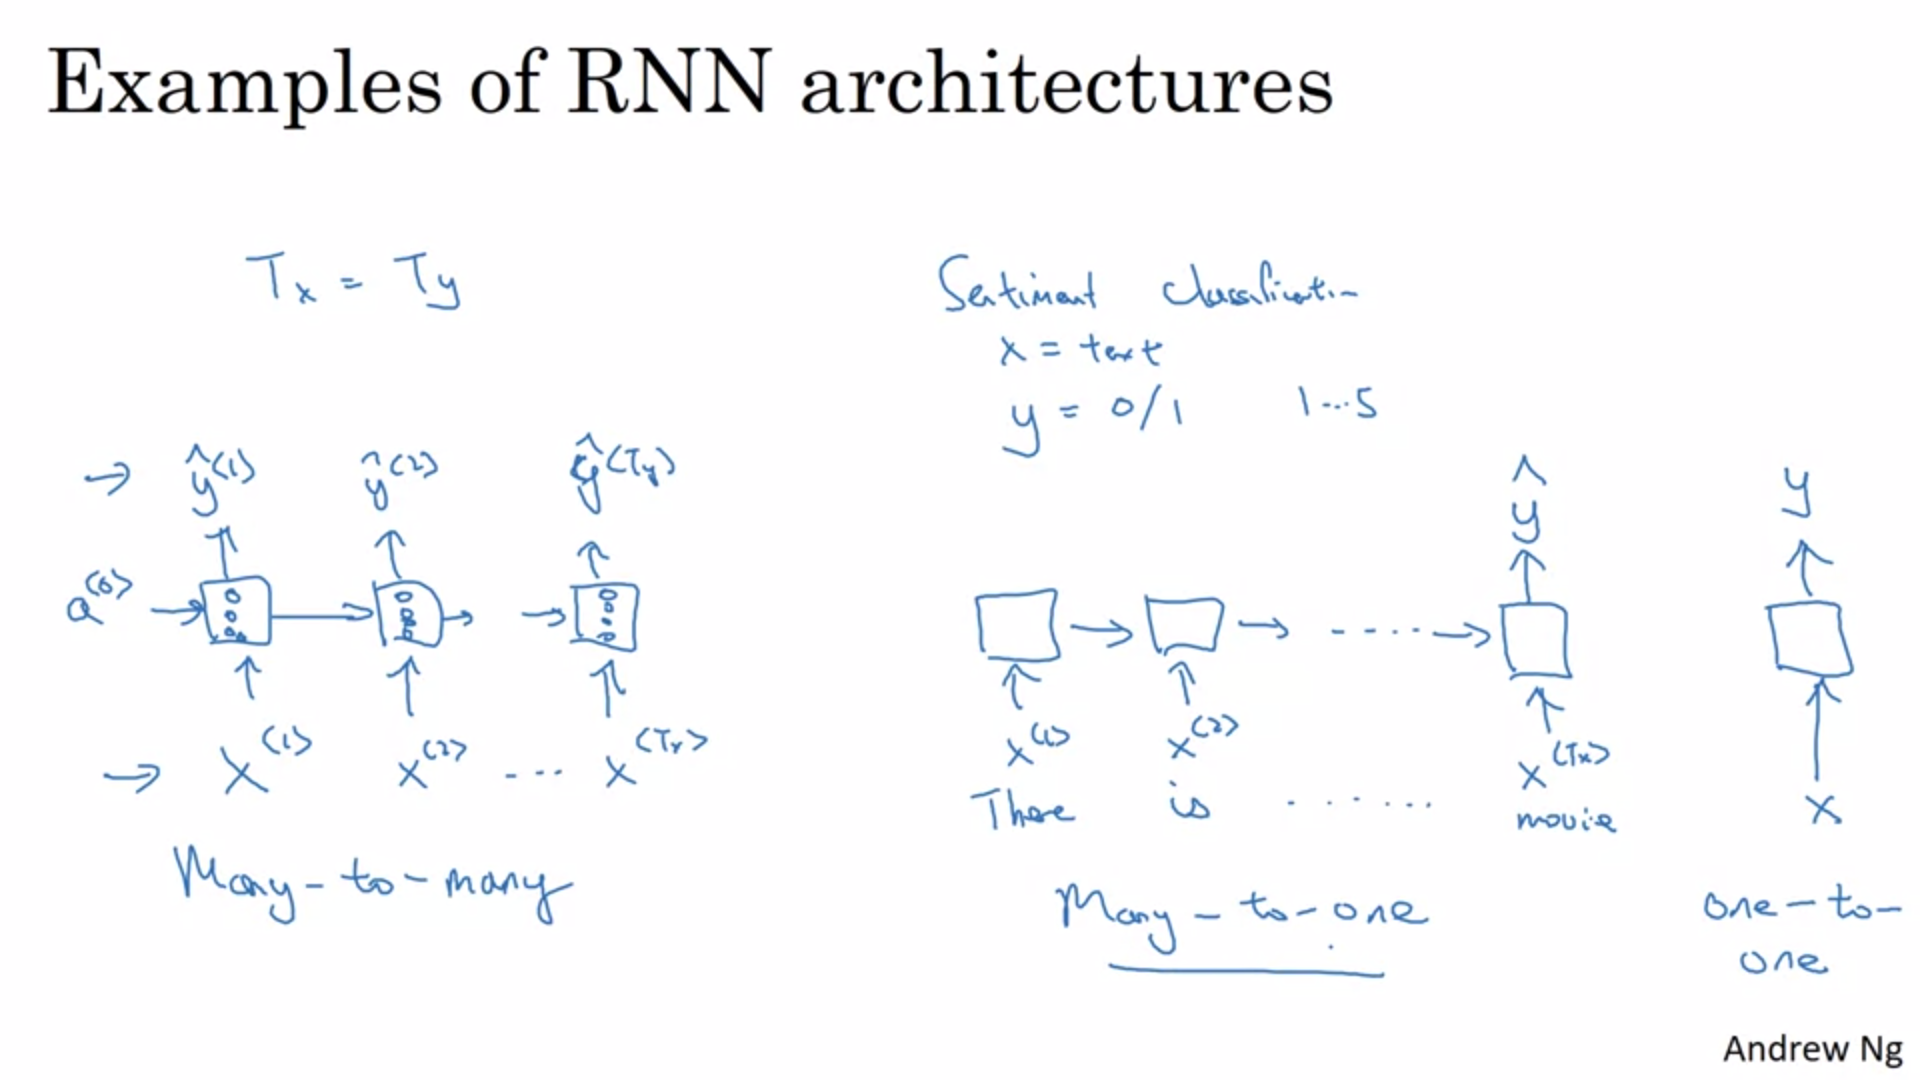 Examples of RNN architectures
Tx = Ty
ŷ⟨1⟩ ŷ⟨2⟩ ŷ⟨Ty⟩
a⟨0⟩
x⟨1⟩ x⟨2⟩ ... x⟨Tx⟩
Many-to-many
Sentiment classification
x = text
y = 0/1 1...5
ŷ
x⟨1⟩ x⟨2⟩ x⟨Tx⟩
There is ....... movie
Many-to-one
y
x
one-to-
one
Andrew Ng